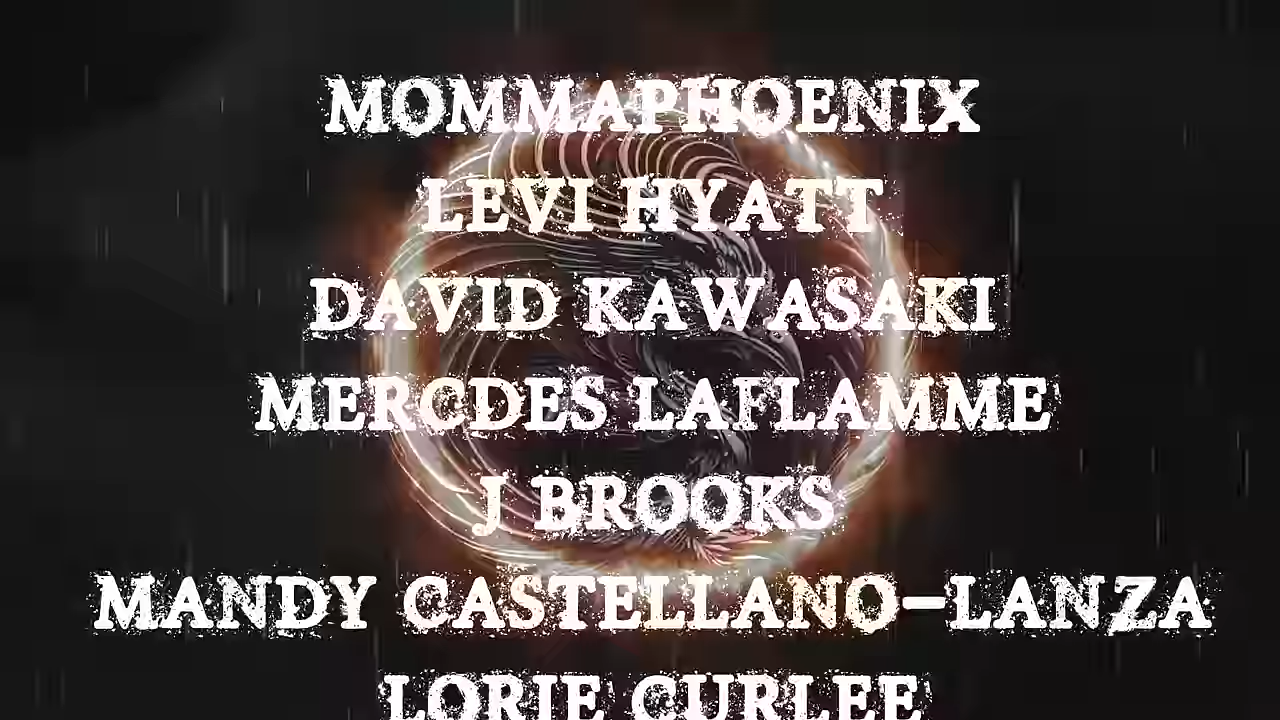 MOMMAPHOENIX
LEVI HYATT
DAVID KAWASAKI
MERCDES LAFLAMME
J BROOKS
MANDY CASTELLANO-LANZA
LORIE CURLEE